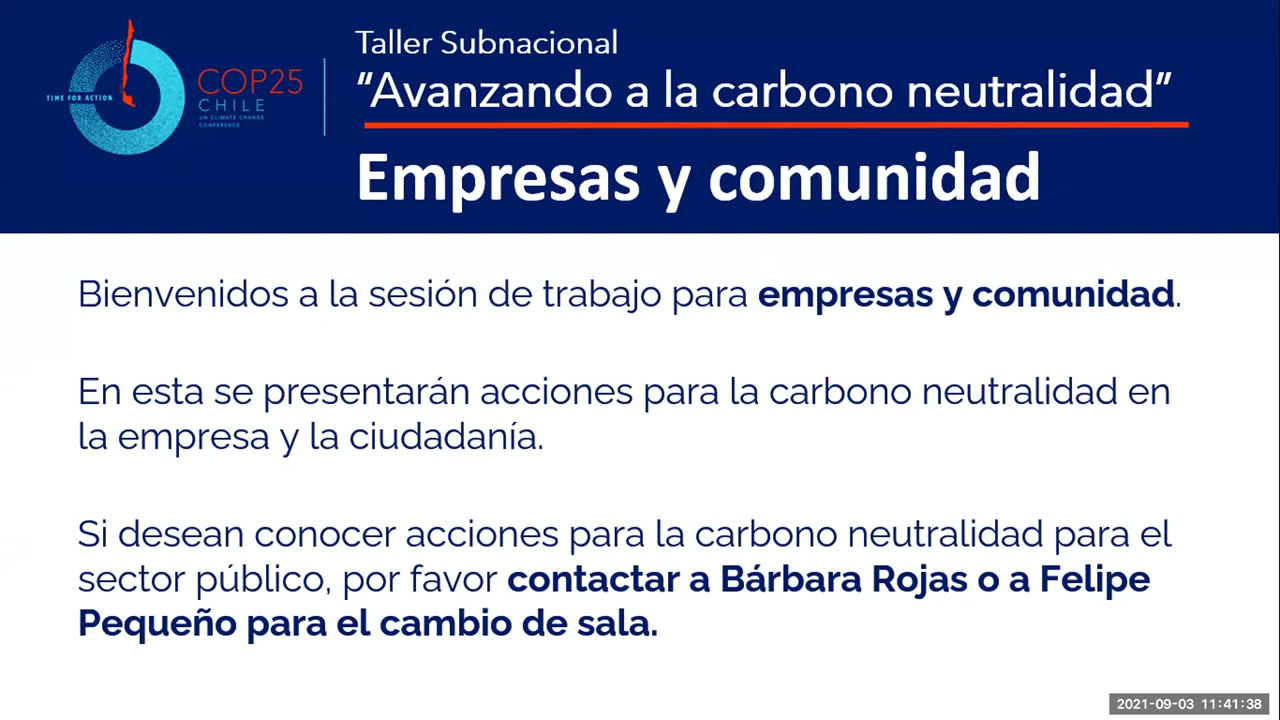 TIME FOR ACTION
COP25
CHILE
UN CLIMATE CHANGE
CONFERENCE
Taller Subnacional
“Avanzando a la carbono neutralidad”
Empresas y comunidad
Bienvenidos a la sesión de trabajo para empresas y comunidad.
En esta se presentarán acciones para la carbono neutralidad en
la empresa y la ciudadanía.
Si desean conocer acciones para la carbono neutralidad para el
sector público, por favor contactar a Bárbara Rojas o a Felipe
Pequeño para el cambio de sala.
2021-09-03 11:41:38